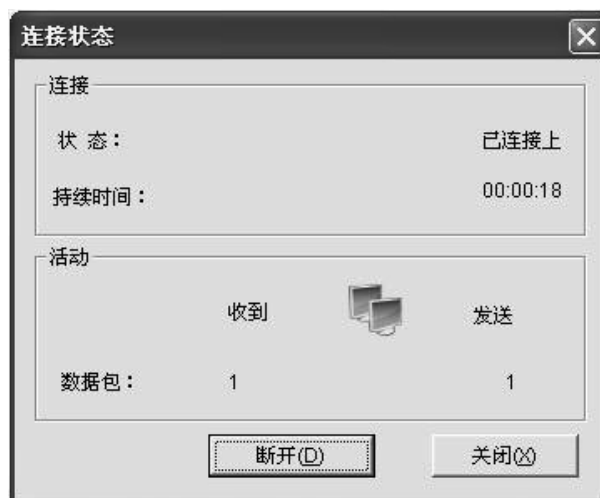 连接状态
连接
状 态： 已连接上
持续时间： 00:00:18
活动
收到 发送
数据包： 1 1
断开(D) 关闭(X)